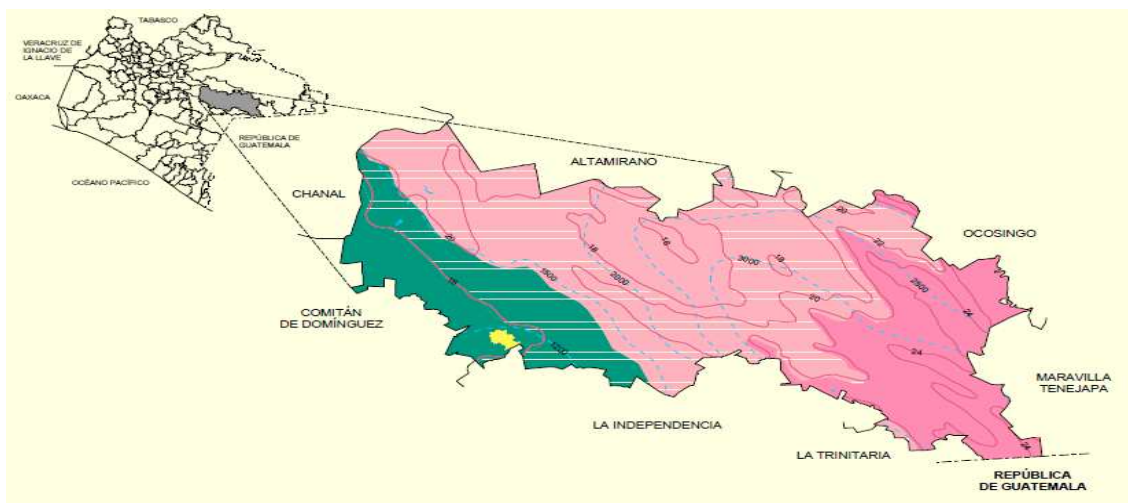 TABASCO
VERACRUZ DE
IGNACIO DE
LA LLAVE
OAXACA
REPÚBLICA DE
GUATEMALA
OCÉANO PACÍFICO
ALTAMIRANO
CHANAL
OCOSINGO
COMITÁN
DE DOMÍNGUEZ
MARAVILLA
TENEJAPA
LA INDEPENDENCIA
LA TRINITARIA
REPÚBLICA
DE GUATEMALA
20
22
20
18
16
18
3000
2500
18
1500
2000
20
24
1200
24
24